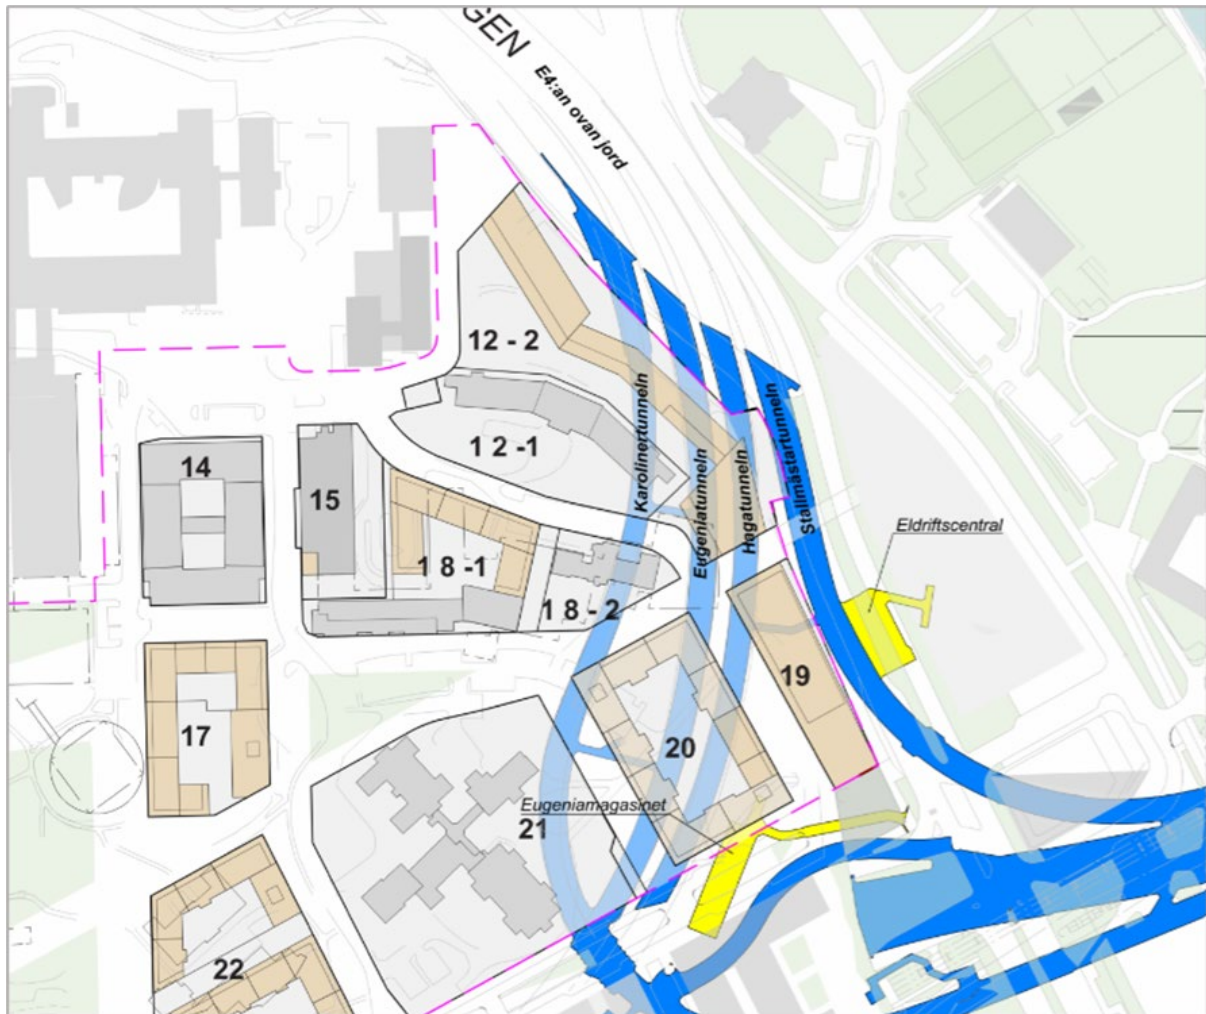 GEN
E4:an ovan jord
12 - 2
Karolinertunneln
Stallmästartunneln
1 2 -1
14
15
Eugeniatunneln
Hagatunneln
Eldriftscentral
1 8 -1
1 8 - 2
19
17
20
Eugeniamagasinet
21
22